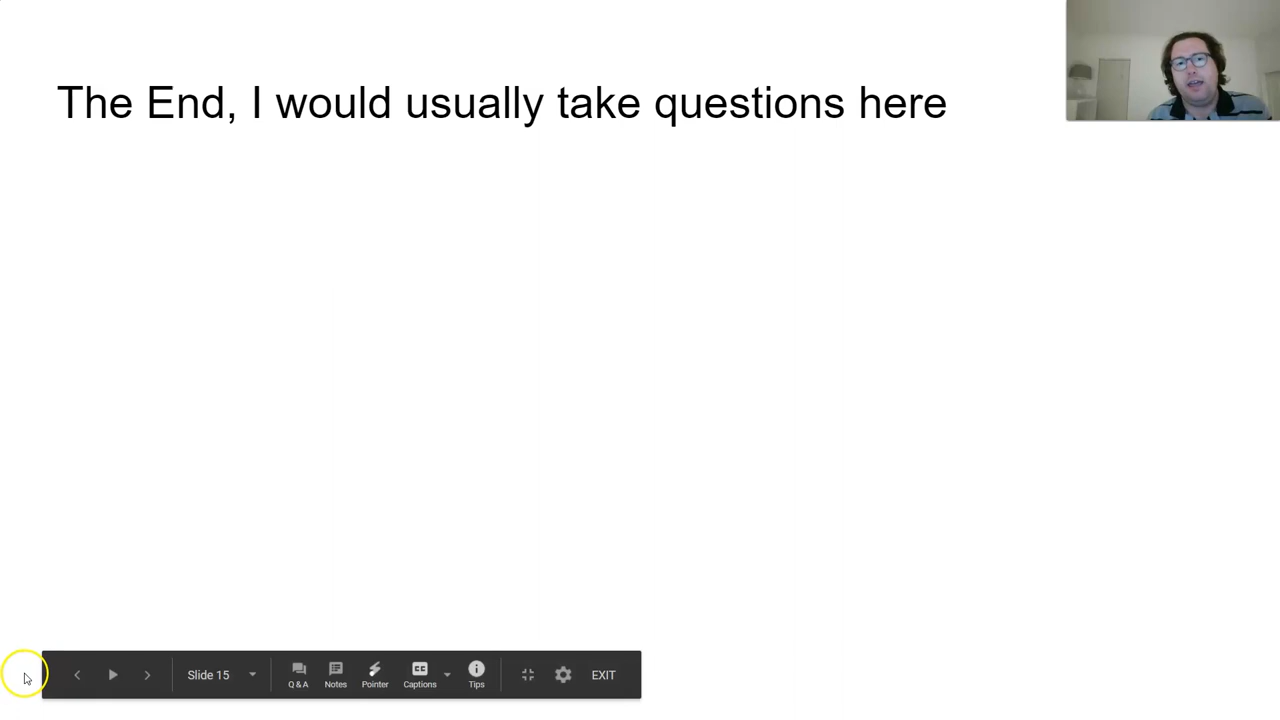 The End, I would usually take questions here
Slide 15
Q & A
Notes
Pointer
Captions
Tips
EXIT